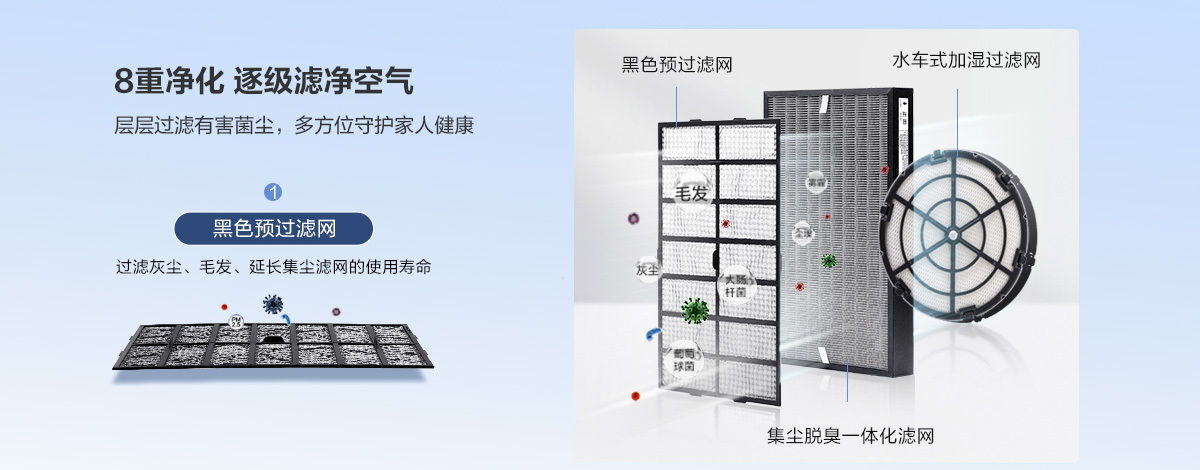 8重净化 逐级滤净空气
层层过滤有害菌尘，多方位守护家人健康
1
黑色预过滤网
过滤灰尘、毛发、延长集尘滤网的使用寿命
PM
2.5
黑色预过滤网
水车式加湿过滤网
毛发
雾霾
灰尘
大肠
杆菌
葡萄
球菌
集尘脱臭一体化滤网